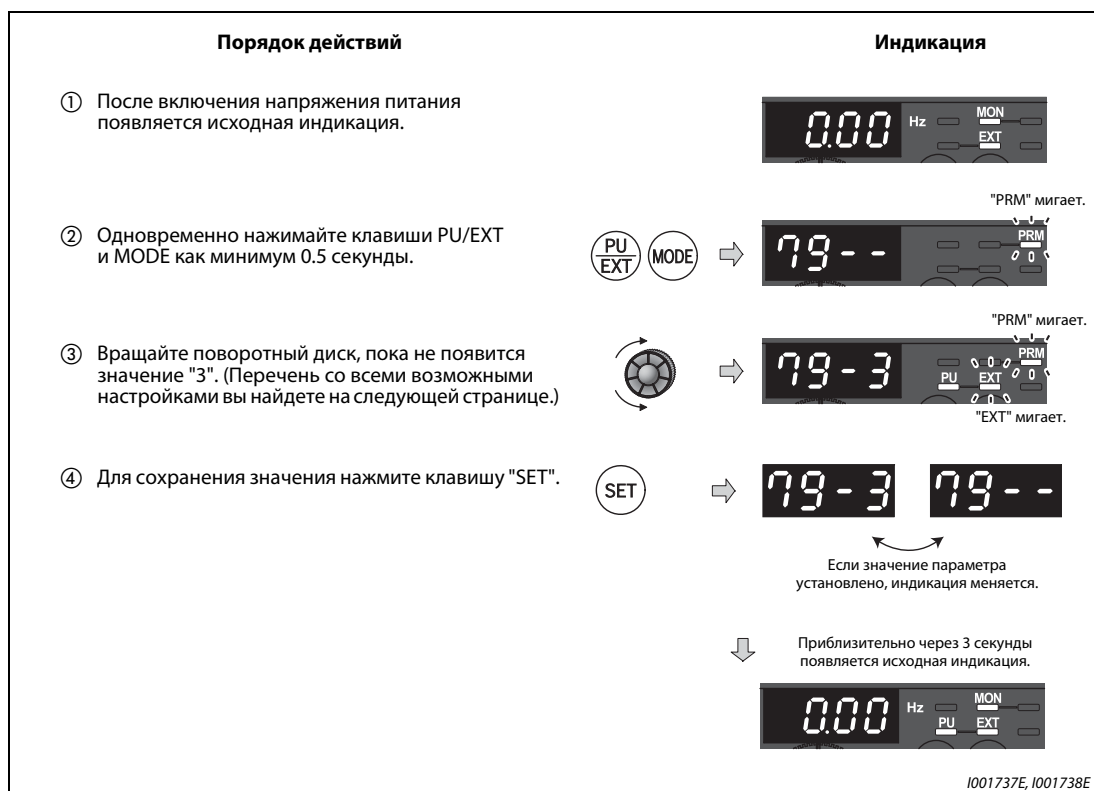 Порядок действий
Индикация
① После включения напряжения питания
появляется исходная индикация.
0.00 Hz MON
EXT
② Одновременно нажимайте клавиши PU/EXT
и MODE как минимум 0.5 секунды.
PU
EXT
MODE
"PRM" мигает.
79-- PRM
③ Вращайте поворотный диск, пока не появится
значение "3". (Перечень со всеми возможными
настройками вы найдете на следующей странице.)
"PRM" мигает.
79-3 PRM
PU EXT
"EXT" мигает.
④ Для сохранения значения нажмите клавишу "SET".
SET
79-3 79--
Если значение параметра
установлено, индикация меняется.
Приблизительно через 3 секунды
появляется исходная индикация.
0.00 Hz MON
PU EXT
I001737E, I001738E